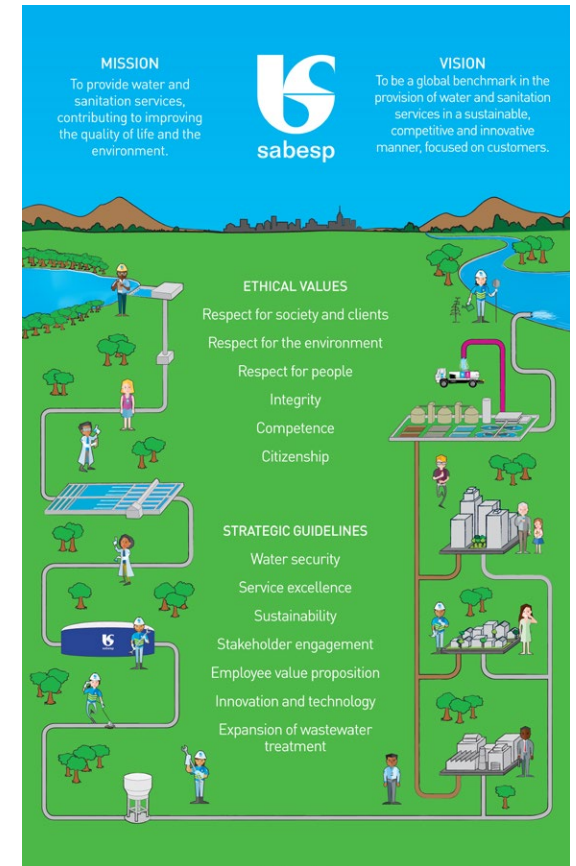 MISSION
To provide water and
sanitation services,
contributing to improving
the quality of life and the
environment.
sabesp
VISION
To be a global benchmark in the
provision of water and sanitation
services in a sustainable,
competitive and innovative
manner, focused on customers.
ETHICAL VALUES
Respect for society and clients
Respect for the environment
Respect for people
Integrity
Competence
Citizenship
STRATEGIC GUIDELINES
Water security
Service excellence
Sustainability
Stakeholder engagement
Employee value proposition
Innovation and technology
Expansion of wastewater
treatment
sabesp